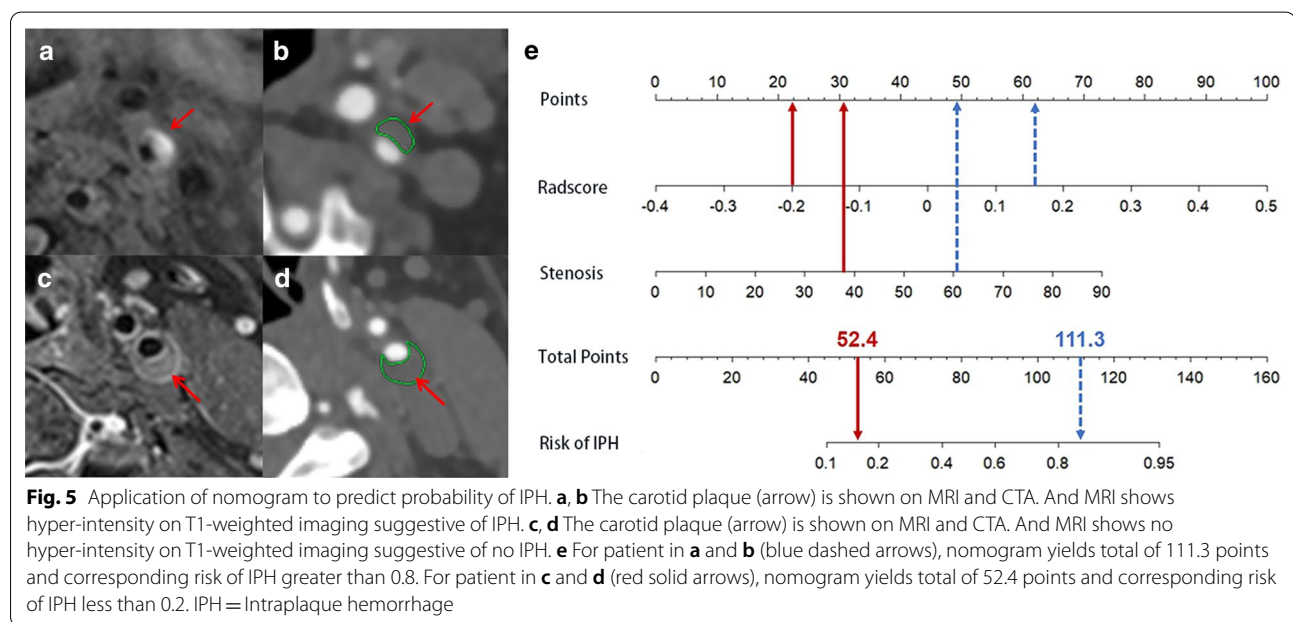 a
b
e
0 10 20 30 40 50 60 70 80 90 100
Points
Radscore
-0.4 -0.3 -0.2 -0.1 0 0.1 0.2 0.3 0.4 0.5
c
d
Stenosis
0 10 20 30 40 50 60 70 80 90
52.4 111.3
Total Points
0 20 40 60 80 100 120 140 160
Risk of IPH
0.1 0.2 0.4 0.6 0.8 0.95
Fig. 5 Application of nomogram to predict probability of IPH. a, b The carotid plaque (arrow) is shown on MRI and CTA. And MRI shows
hyper-intensity on T1-weighted imaging suggestive of IPH. c, d The carotid plaque (arrow) is shown on MRI and CTA. And MRI shows no
hyper-intensity on T1-weighted imaging suggestive of no IPH. e For patient in a and b (blue dashed arrows), nomogram yields total of 111.3 points
and corresponding risk of IPH greater than 0.8. For patient in c and d (red solid arrows), nomogram yields total of 52.4 points and corresponding risk
of IPH less than 0.2. IPH = Intraplaque hemorrhage